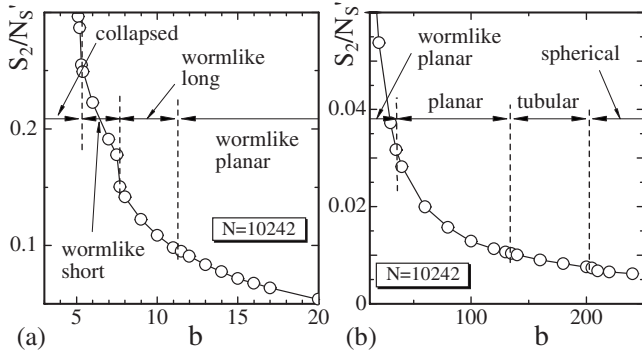 S2/NS'
collapsed
wormlike
long
0.2
wormlike
planar
0.1
wormlike
short
N=10242
(a)
5
10
15
20
b
S2/NS'
0.04
0.02
0
wormlike
planar
spherical
planar
tubular
N=10242
(b)
100
200
b